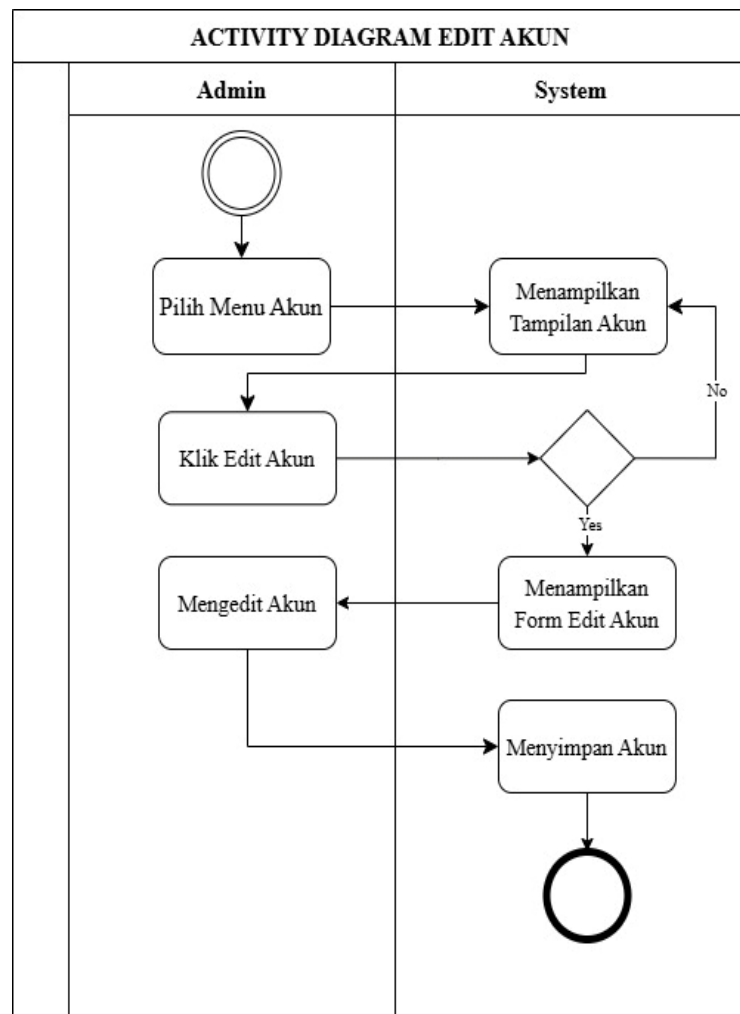 ACTIVITY DIAGRAM EDIT AKUN
Admin
System
Pilih Menu Akun
Menampilkan
Tampilan Akun
No
Klik Edit Akun
Yes
Mengedit Akun
Menampilkan
Form Edit Akun
Menyimpan Akun